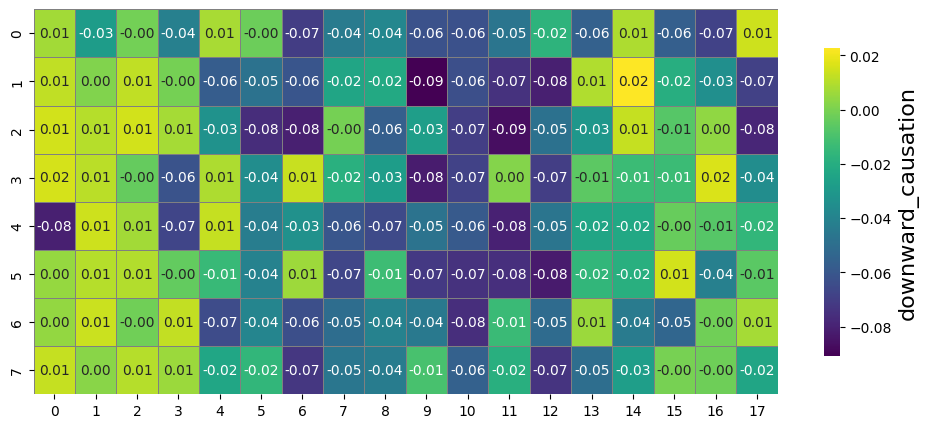 0 0.01 -0.03 -0.00 -0.04 0.01 -0.00 -0.07 -0.04 -0.04 -0.06 -0.06 -0.05 -0.02 -0.06 0.01 -0.06 -0.07 0.01
1 0.01 0.00 0.01 -0.00 -0.06 -0.05 -0.06 -0.02 -0.02 -0.09 -0.06 -0.07 -0.08 0.01 0.02 -0.02 -0.03 -0.07
2 0.01 0.01 0.01 0.01 -0.03 -0.08 -0.08 -0.00 -0.06 -0.03 -0.07 -0.09 -0.05 -0.03 0.01 -0.01 0.00 -0.08
3 0.02 0.01 -0.00 -0.06 0.01 -0.04 0.01 -0.02 -0.03 -0.08 -0.07 0.00 -0.07 -0.01 -0.01 -0.01 0.02 -0.04
4 -0.08 0.01 0.01 -0.07 0.01 -0.04 -0.03 -0.06 -0.07 -0.05 -0.06 -0.08 -0.05 -0.02 -0.02 -0.00 -0.01 -0.02
5 0.00 0.01 0.01 -0.00 -0.01 -0.04 0.01 -0.07 -0.01 -0.07 -0.07 -0.08 -0.08 -0.02 -0.02 0.01 -0.04 -0.01
6 0.00 0.01 -0.00 0.01 -0.07 -0.04 -0.06 -0.05 -0.04 -0.04 -0.08 -0.01 -0.05 0.01 -0.04 -0.05 -0.00 0.01
7 0.01 0.00 0.01 0.01 -0.02 -0.02 -0.07 -0.05 -0.04 -0.01 -0.06 -0.02 -0.07 -0.05 -0.03 -0.00 -0.00 -0.02
0 1 2 3 4 5 6 7 8 9 10 11 12 13 14 15 16 17
0.02
0.00
−0.02
−0.04
−0.06
−0.08
downward_causation